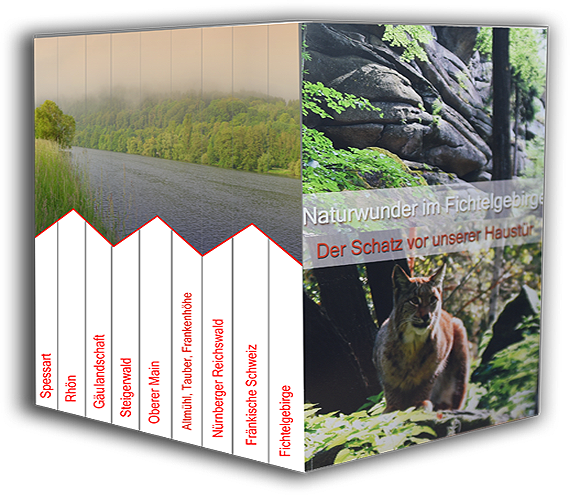 Spessart
Rhön
Gäulandschaft
Steigerwald
Oberer Main
Altmühl, Tauber, Frankenhöhe
Nürnberger Reichswald
Fränkische Schweiz
Fichtelgebirge
Naturwunder im Fichtelgebirge
Der Schatz vor unserer Haustür